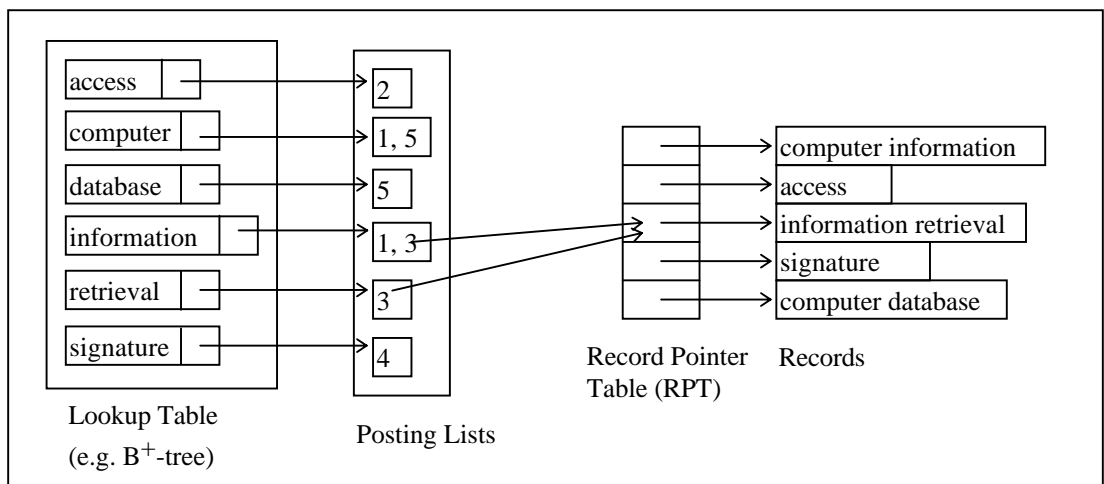 access
computer
database
information
retrieval
signature
Lookup Table
(e.g. B+-tree)
2
1, 5
5
1, 3
3
4
Posting Lists
Record Pointer
Table (RPT)
computer information
access
information retrieval
signature
computer database
Records